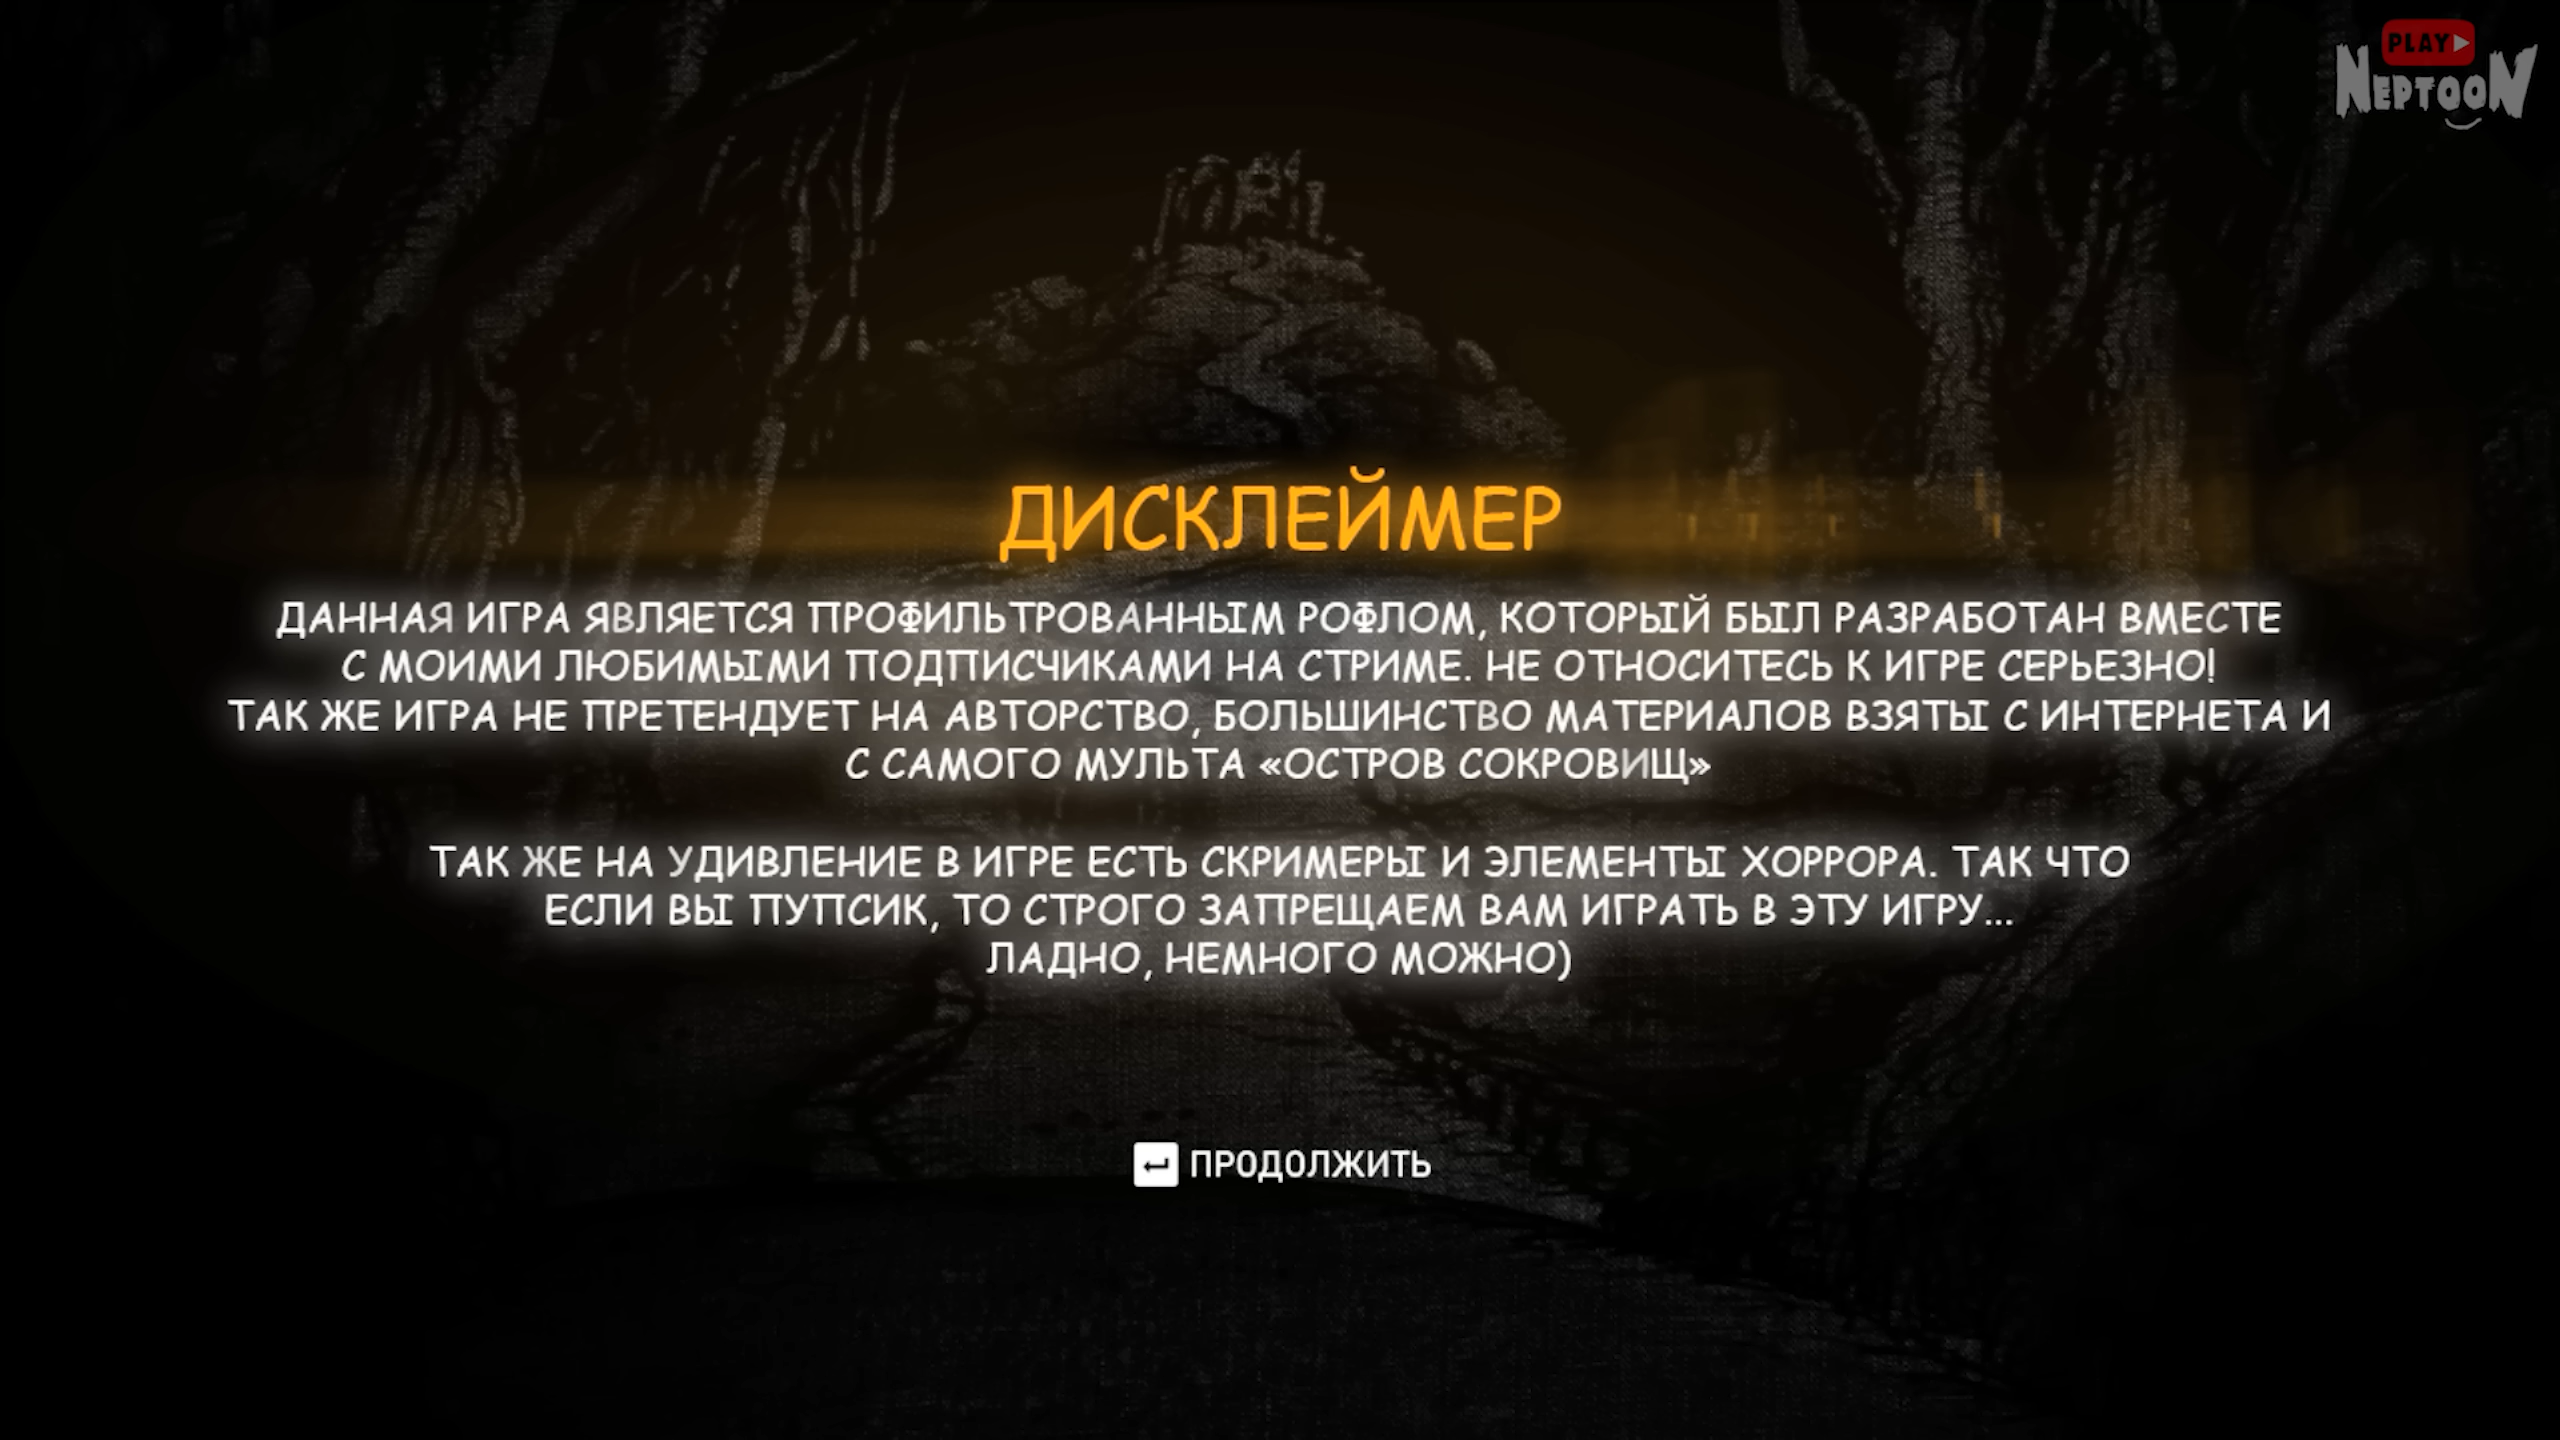 PLAY
NEPTOON
ДИСКЛЕЙМЕР
ДАННАЯ ИГРА ЯВЛЯЕТСЯ ПРОФИЛЬТРОВАННЫМ РОФЛОМ, КОТОРЫЙ БЫЛ РАЗРАБОТАН ВМЕСТЕ
С МОИМИ ЛЮБИМЫМИ ПОДПИСЧИКАМИ НА СТРИМЕ. НЕ ОТНОСИТЕСЬ К ИГРЕ СЕРЬЕЗНО!
ТАК ЖЕ ИГРА НЕ ПРЕТЕНДУЕТ НА АВТОРСТВО, БОЛЬШИНСТВО МАТЕРИАЛОВ ВЗЯТЫ С ИНТЕРНЕТА И
С САМОГО МУЛЬТА «ОСТРОВ СОКРОВИЩ»
ТАК ЖЕ НА УДИВЛЕНИЕ В ИГРЕ ЕСТЬ СКРИМЕРЫ И ЭЛЕМЕНТЫ ХОРРОРА. ТАК ЧТО
ЕСЛИ ВЫ ПУПСИК, ТО СТРОГО ЗАПРЕЩАЕМ ВАМ ИГРАТЬ В ЭТУ ИГРУ...
ЛАДНО, НЕМНОГО МОЖНО)
ПРОДОЛЖИТЬ